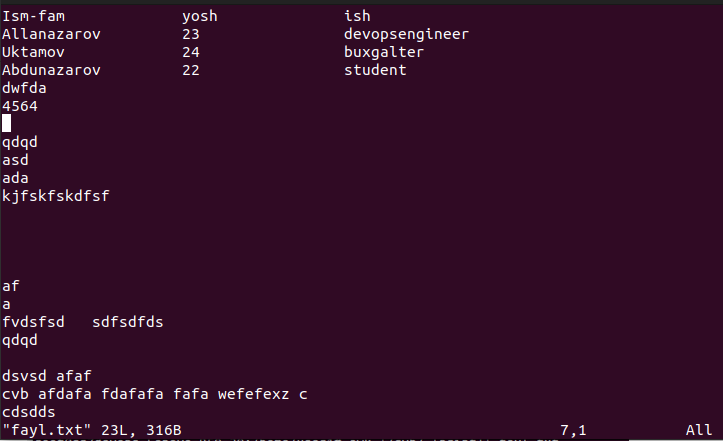 Ism-fam yosh ish
Allanazarov 23 devopsengineer
Uktamov 24 buxgalter
Abdunazarov 22 student
dwfda
4564
qdqd
asd
ada
kjfskfskdfsf
af
a
fvdsfsd sdfsdfds
qdqd
dsvsd afaf
cvb afdafa fdafafa fafa wefefexz c
cdsdds
"fayl.txt" 23L, 316B 7,1 All